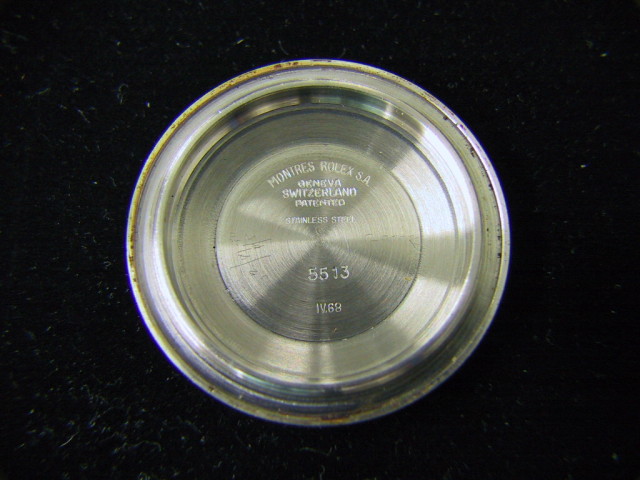 MONTRES ROLEX S.A.
GENEVA
SWITZERLAND
PATENTED
STAINLESS STEEL
5513
IV.69